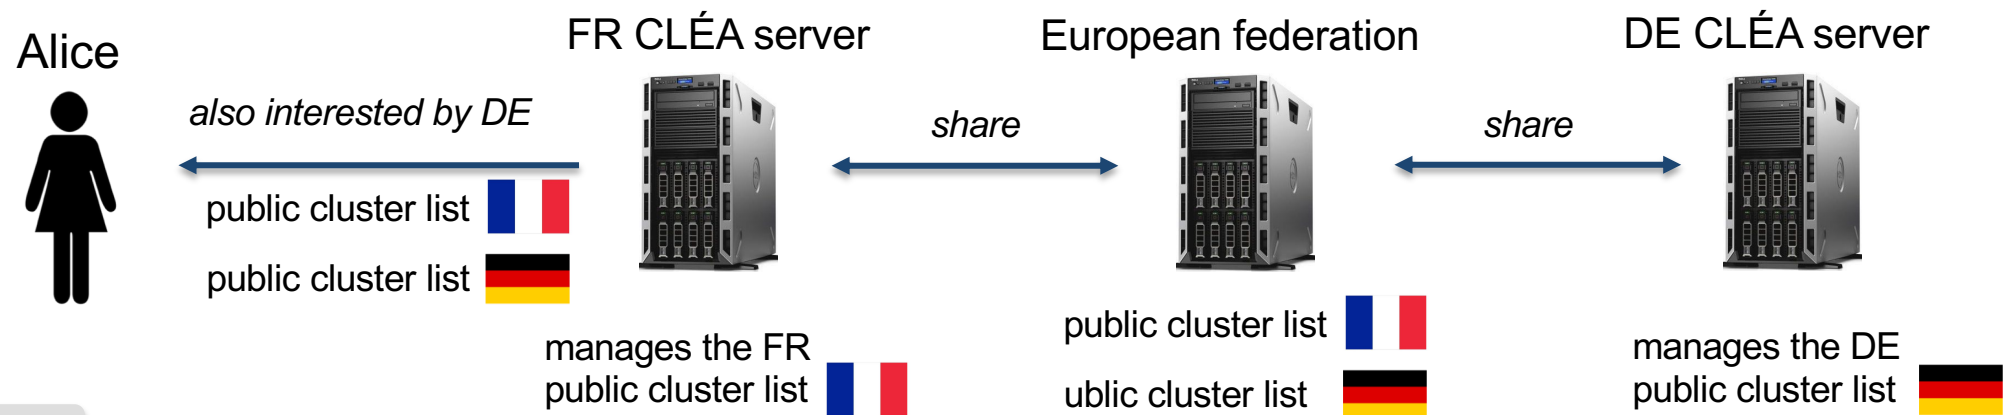 Alice
FR CLÉA server
European federation
DE CLÉA server
also interested by DE
share
share
public cluster list
public cluster list
manages the FR
public cluster list
public cluster list
ublic cluster list
manages the DE
public cluster list